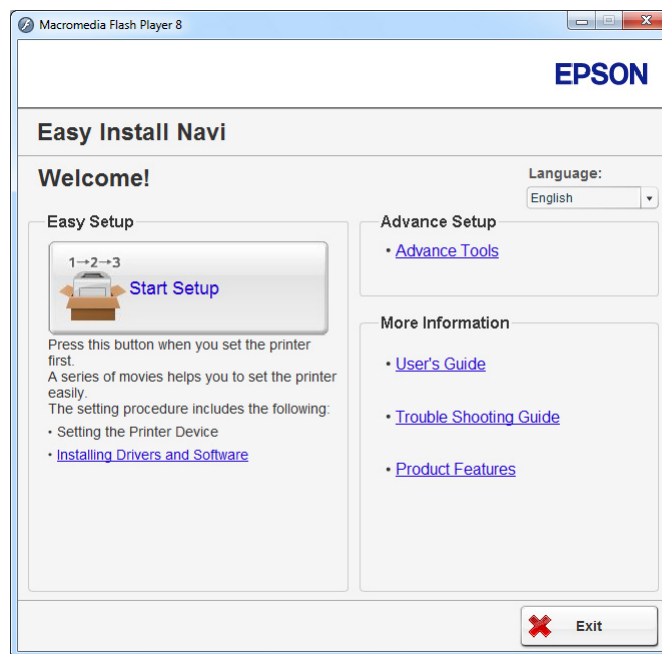 Macromedia Flash Player 8
EPSON
Easy Install Navi
Welcome!
Language:
English
Easy Setup
1→2→3
Start Setup
Press this button when you set the printer
first.
A series of movies helps you to set the printer
easily.
The setting procedure includes the following:
• Setting the Printer Device
• Installing Drivers and Software
Advance Setup
• Advance Tools
More Information
• User's Guide
• Trouble Shooting Guide
• Product Features
Exit